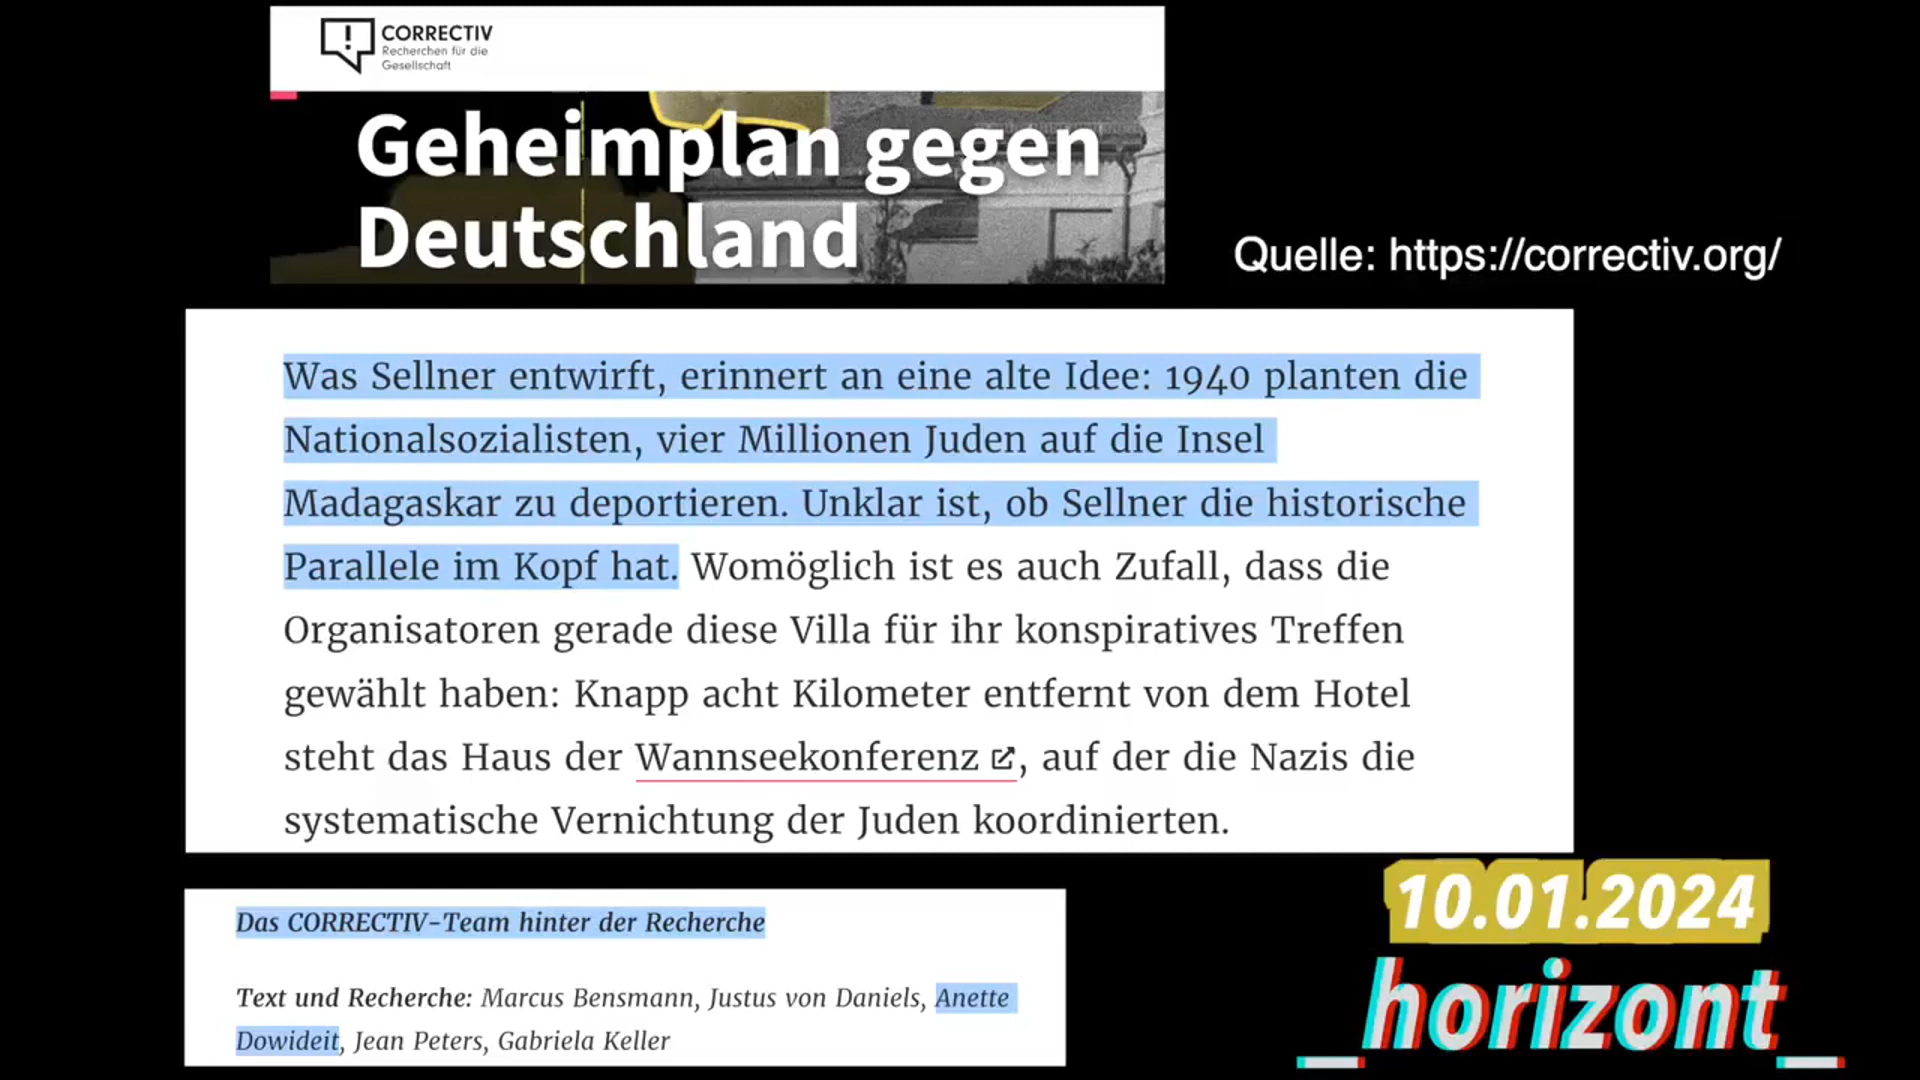 CORRECTIV
Recherchen für die
Gesellschaft
Geheimplan gegen
Deutschland
Quelle: https://correctiv.org/
Was Sellner entwirft, erinnert an eine alte Idee: 1940 planten die
Nationalsozialisten, vier Millionen Juden auf die Insel
Madagaskar zu deportieren. Unklar ist, ob Sellner die historische
Parallele im Kopf hat. Womöglich ist es auch Zufall, dass die
Organisatoren gerade diese Villa für ihr konspiratives Treffen
gewählt haben: Knapp acht Kilometer entfernt von dem Hotel
steht das Haus der Wannseekonferenz, auf der die Nazis die
systematische Vernichtung der Juden koordinierten.
Das CORRECTIV-Team hinter der Recherche
Text und Recherche: Marcus Bensmann, Justus von Daniels, Anette
Dowideit, Jean Peters, Gabriela Keller
10.01.2024
_horizont_